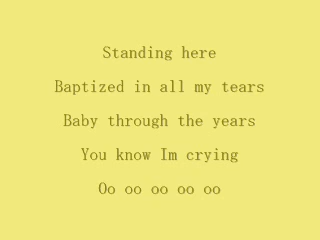 Standing here
Baptized in all my tears
Baby through the years
You know Im crying
Oo oo oo oo oo